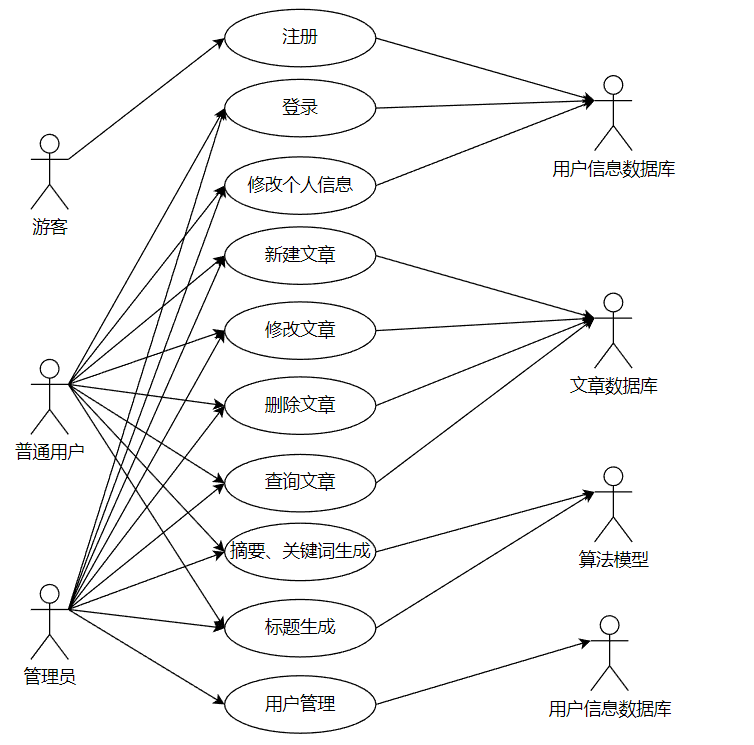 注册
登录
用户信息数据库
修改个人信息
游客
新建文章
修改文章
文章数据库
删除文章
普通用户
查询文章
摘要、关键词生成
算法模型
标题生成
管理员
用户管理
用户信息数据库